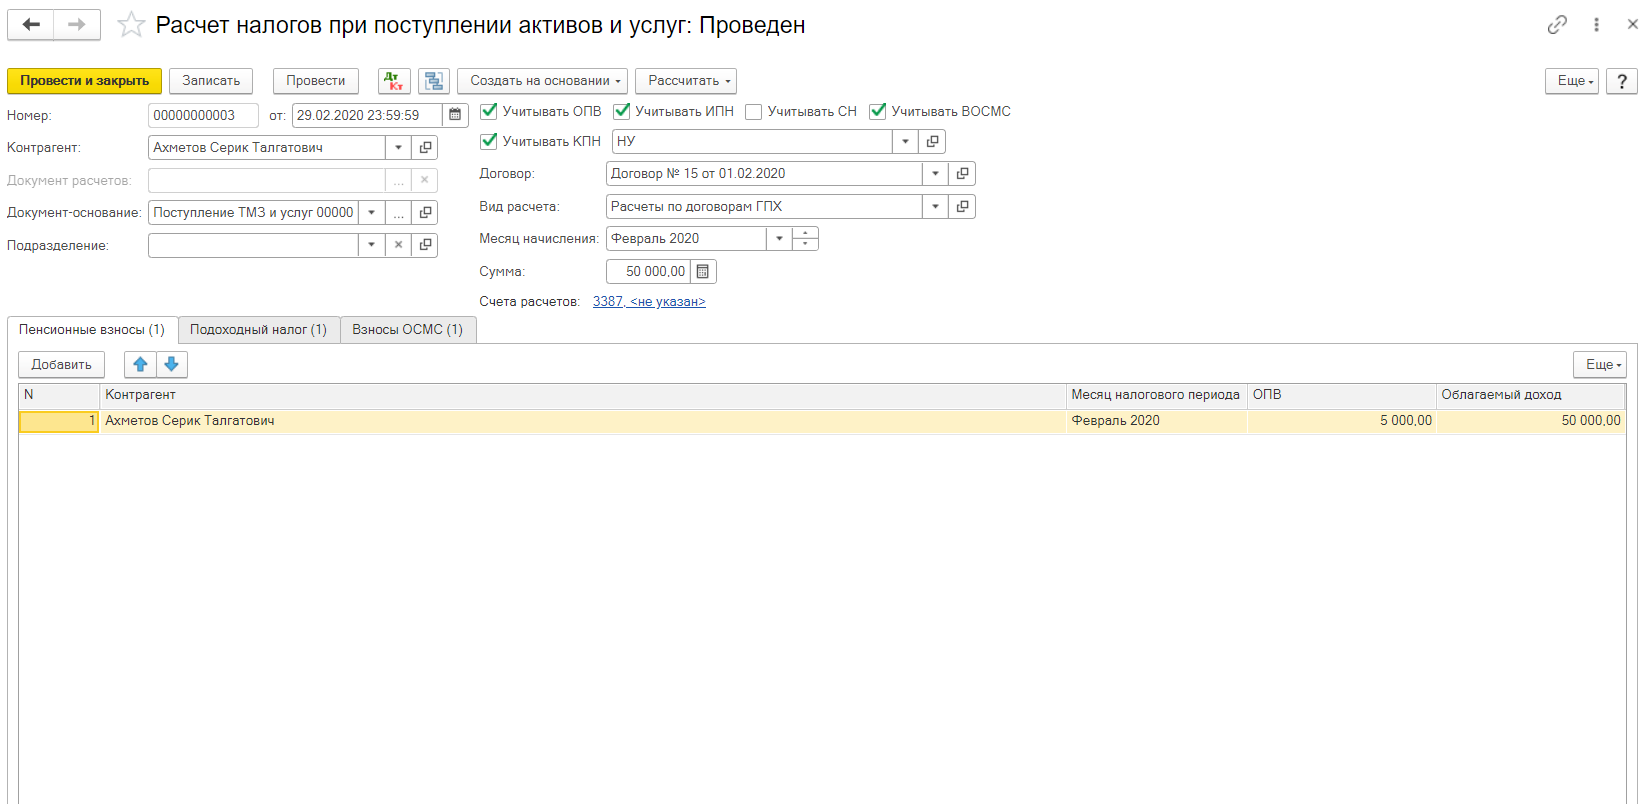 Расчет налогов при поступлении активов и услуг: Проведен
Провести и закрыть Записать Провести Дт Кт Создать на основании Рассчитать Еще ?
Номер: 00000000003 от: 29.02.2020 23:59:59
Учитывать ОПВ Учитывать ИПН Учитывать СН Учитывать ВОСМС
Учитывать КПН НУ
Контрагент: Ахметов Серик Талгатович
Договор: Договор № 15 от 01.02.2020
Документ расчетов: ...
Документ-основание: Поступление ТМЗ и услуг 00000 ...
Вид расчета: Расчеты по договорам ГПХ
Подразделение:
Месяц начисления: Февраль 2020
Сумма: 50 000,00
Счета расчетов: 3387, <не указан>
Пенсионные взносы (1) Подоходный налог (1) Взносы ОСМС (1)
Добавить Еще
N Контрагент Месяц налогового периода ОПВ Облагаемый доход
1 Ахметов Серик Талгатович Февраль 2020 5 000,00 50 000,00